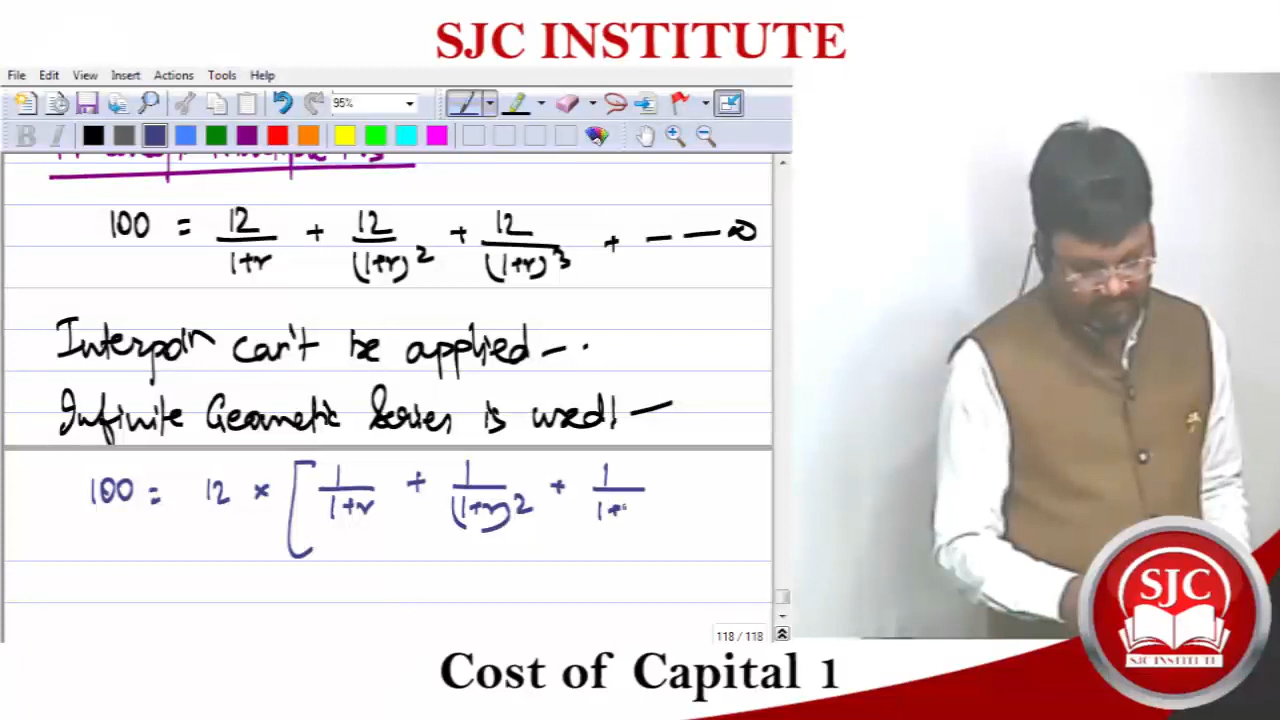 SJC INSTITUTE
File Edit View Insert Actions Tools Help
95%
B I
100 = 12/1+r + 12/(1+r)2 + 12/(1+r)3 + - - - ∞
Interpoln can't be applied - .
Infinite Geometic Series is used! -
100 = 12 × [ 1/1+r + 1/(1+r)2 + 1/1+
118 / 118
SJC
SJC INSTITUTE
Cost of Capital 1